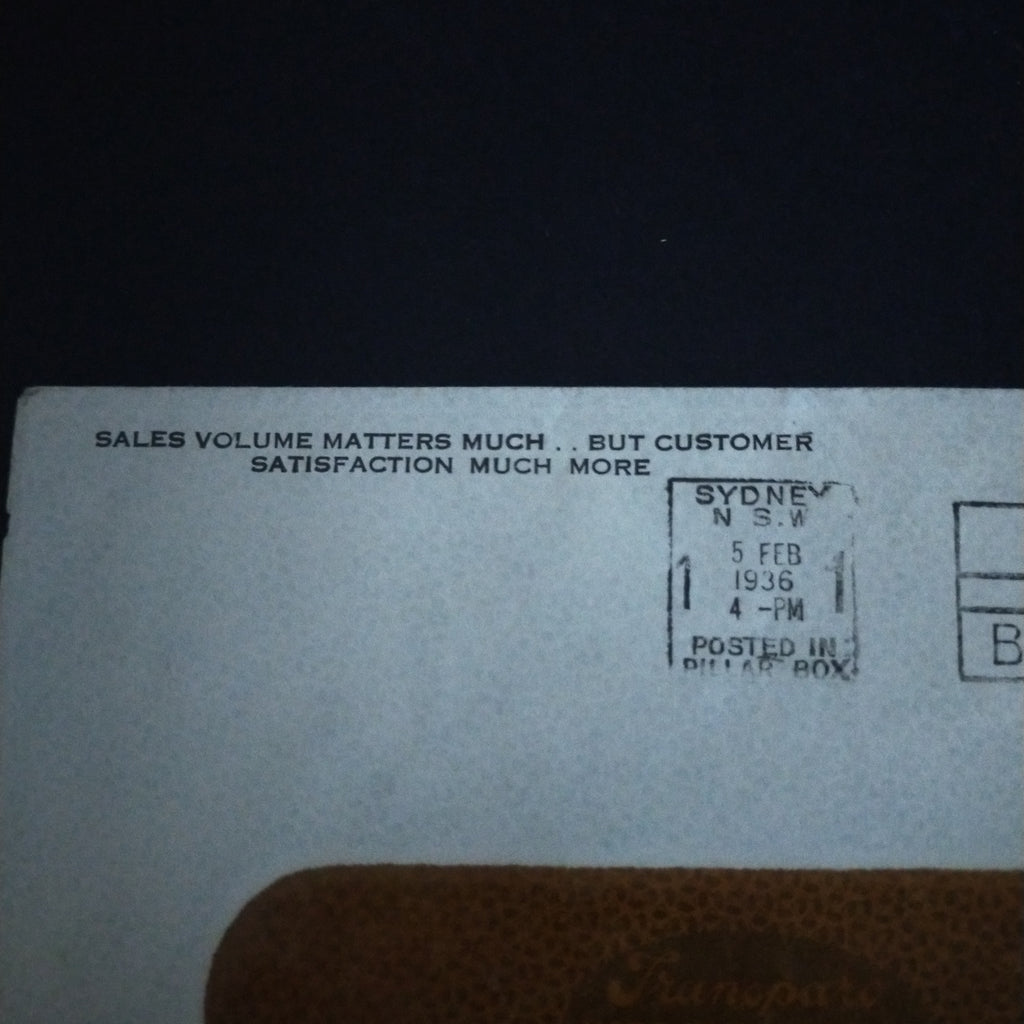 SALES VOLUME MATTERS MUCH . . BUT CUSTOMER
SATISFACTION MUCH MORE
SYDNEY
N S.W
1 5 FEB 1
1936
4 -PM
POSTED IN
PILLAR BOX
B